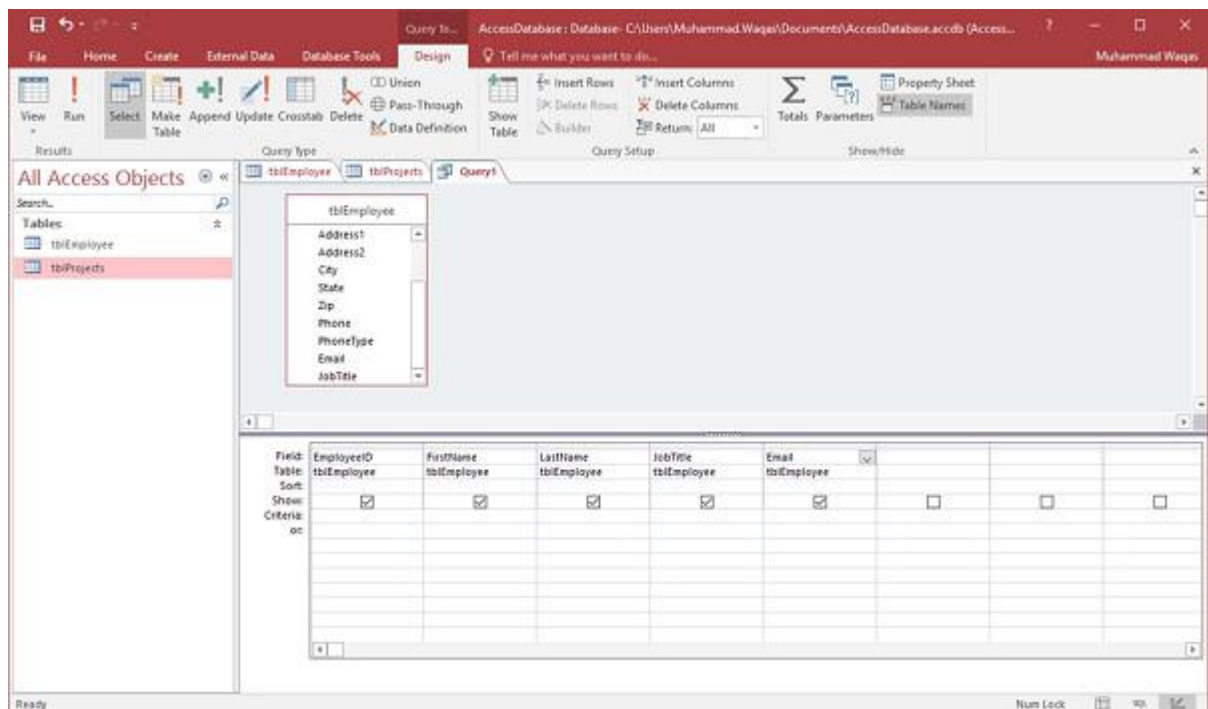 Query To... AccessDatabase : Database- C:\Users\Muhammad.Waqas\Documents\AccessDatabase.accdb (Access... ?
File Home Create External Data Database Tools Design Tell me what you want to do... Muhammad Waqas
View Run Select Make Table Append Update Crosstab Delete
Union
Pass-Through
Data Definition
Show Table
Insert Rows
Delete Rows
Builder
Insert Columns
Delete Columns
Return: All
Totals Parameters
Property Sheet
Table Names
Results Query Type Query Setup Show/Hide
All Access Objects
Search...
Tables
tblEmployee
tblProjects
tblEmployee tblProjects Query1
tblEmployee
Address1
Address2
City
State
Zip
Phone
PhoneType
Email
JobTitle
Field: EmployeeID FirstName LastName JobTitle Email
Table: tblEmployee tblEmployee tblEmployee tblEmployee tblEmployee
Sort:
Show:
Criteria:
or:
Ready Num Lock SQL